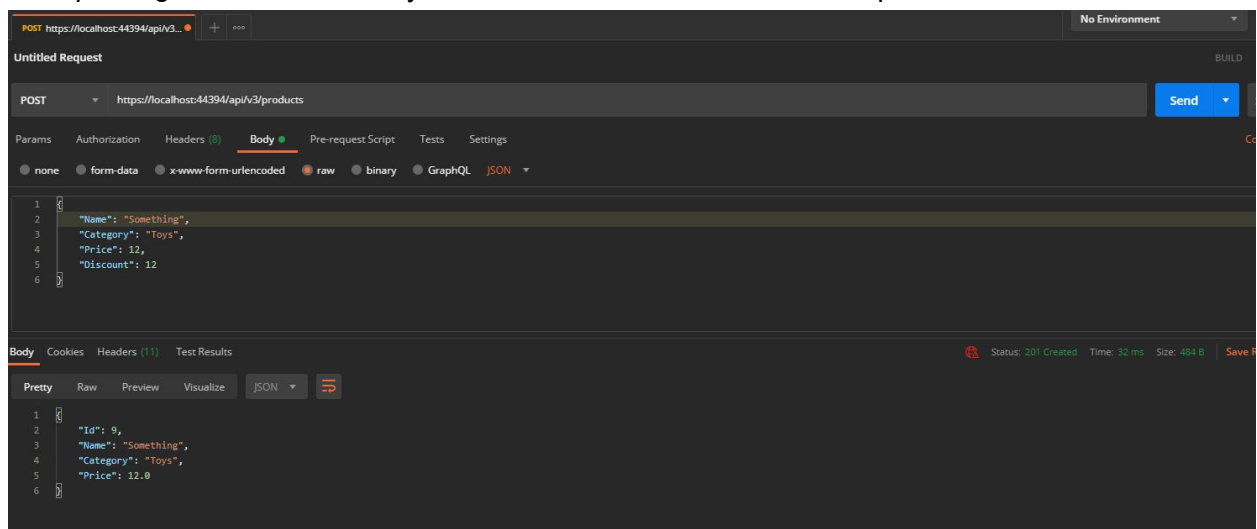 POST https://localhost:44394/api/v3... + ooo No Environment
Untitled Request BUILD
POST https://localhost:44394/api/v3/products Send
Params Authorization Headers (8) Body Pre-request Script Tests Settings Co
none form-data x-www-form-urlencoded raw binary GraphQL JSON
1 {
2 "Name": "Something",
3 "Category": "Toys",
4 "Price": 12,
5 "Discount": 12
6 }
Body Cookies Headers (11) Test Results Status: 201 Created Time: 32 ms Size: 484 B Save R
Pretty Raw Preview Visualize JSON
1 {
2 "Id": 9,
3 "Name": "Something",
4 "Category": "Toys",
5 "Price": 12.0
6 }